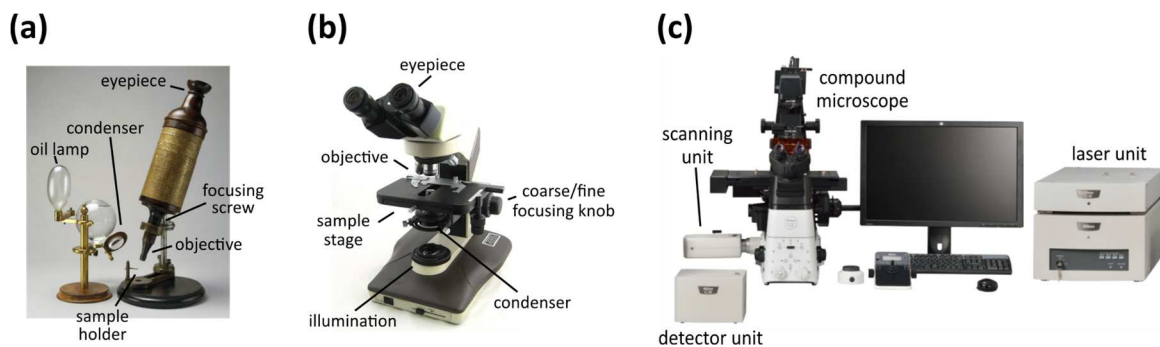 (a)
eyepiece
condenser
oil lamp
focusing
screw
objective
sample
holder
(b)
eyepiece
objective
coarse/fine
focusing knob
sample
stage
condenser
illumination
(c)
compound
microscope
scanning
unit
laser unit
detector unit